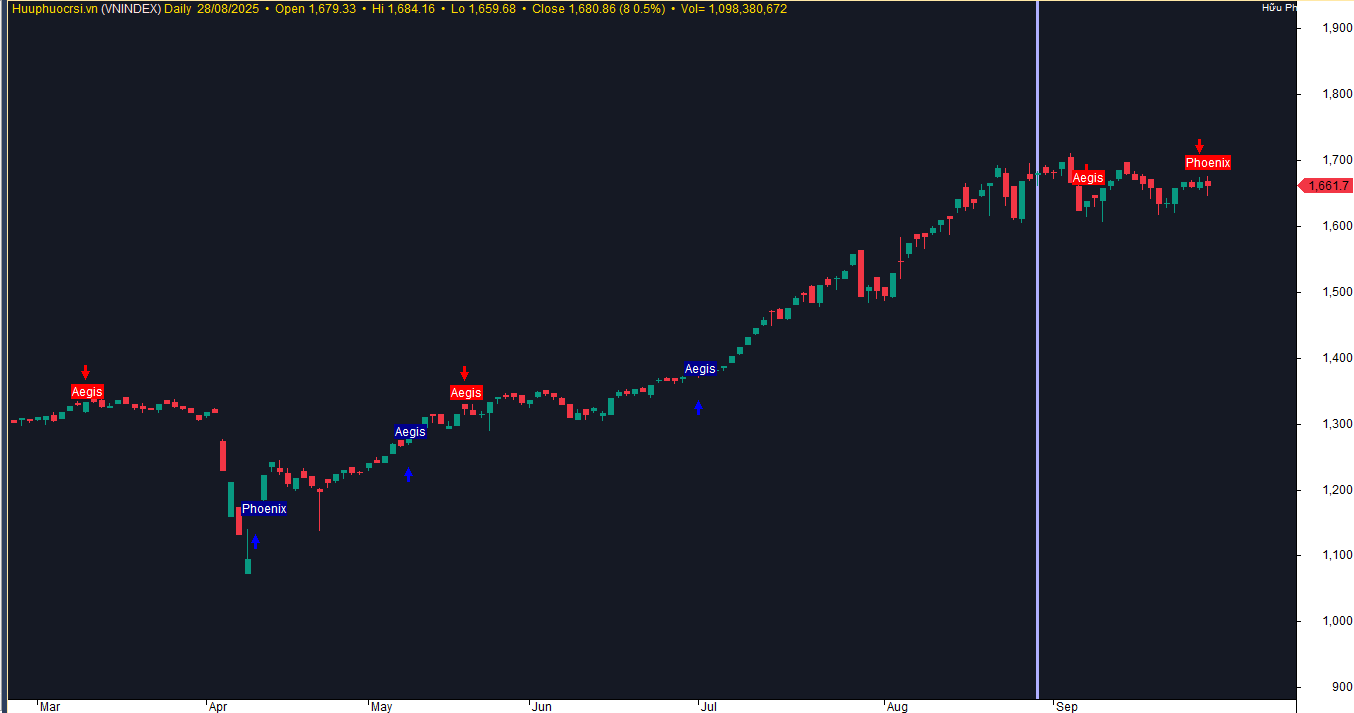 Huuphuocrsi.vn (VNINDEX) Daily 28/08/2025 • Open 1,679.33 • Hi 1,684.16 • Lo 1,659.68 • Close 1,680.86 (8 0.5%) • Vol= 1,098,380,672
Hữu Ph
1,900
1,800
1,700
Phoenix
Aegis
1,661.7
1,600
1,500
1,400
Aegis
Aegis
Aegis
1,300
Aegis
1,200
Phoenix
1,100
1,000
900
Mar Apr May Jun Jul Aug Sep